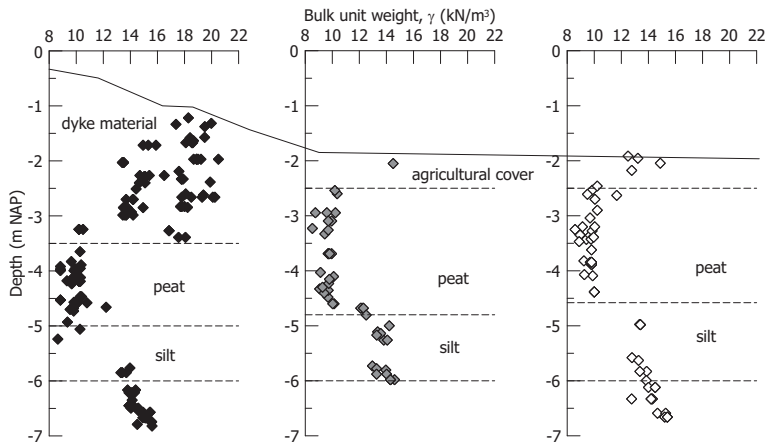 Bulk unit weight, γ (kN/m³)
8 10 12 14 16 18 20 22 8 10 12 14 16 18 20 22 8 10 12 14 16 18 20 22
0 0 0
-1 -1 -1
dyke material
-2 -2 -2
agricultural cover
-3 -3 -3
Depth (m NAP)
-4 -4 -4
peat peat peat
-5 -5 -5
silt silt silt
-6 -6 -6
-7 -7 -7